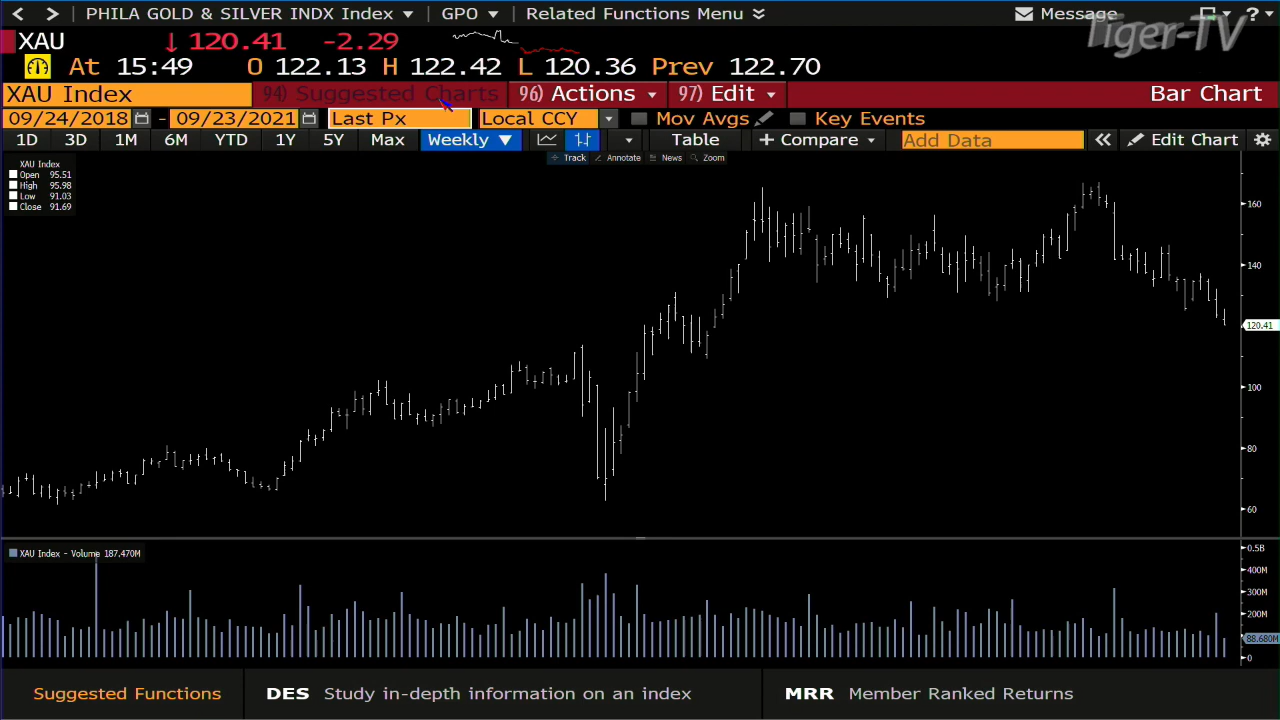 < > PHILA GOLD & SILVER INDX Index GPO Related Functions Menu Message ?
Tiger-TV
XAU ↓ 120.41 -2.29
At 15:49 O 122.13 H 122.42 L 120.36 Prev 122.70
XAU Index 94) Suggested Charts 96) Actions 97) Edit Bar Chart
09/24/2018 - 09/23/2021 Last Px Local CCY Mov Avgs Key Events
1D 3D 1M 6M YTD 1Y 5Y Max Weekly ▼ Table + Compare Add Data « Edit Chart
Track Annotate News Zoom
XAU Index
Open 95.51
High 95.98
Low 91.03
Close 91.69
160
140
120.41
100
80
60
XAU Index - Volume 187.470M
0.5B
400M
300M
200M
88.680M
0
Suggested Functions DES Study in-depth information on an index MRR Member Ranked Returns